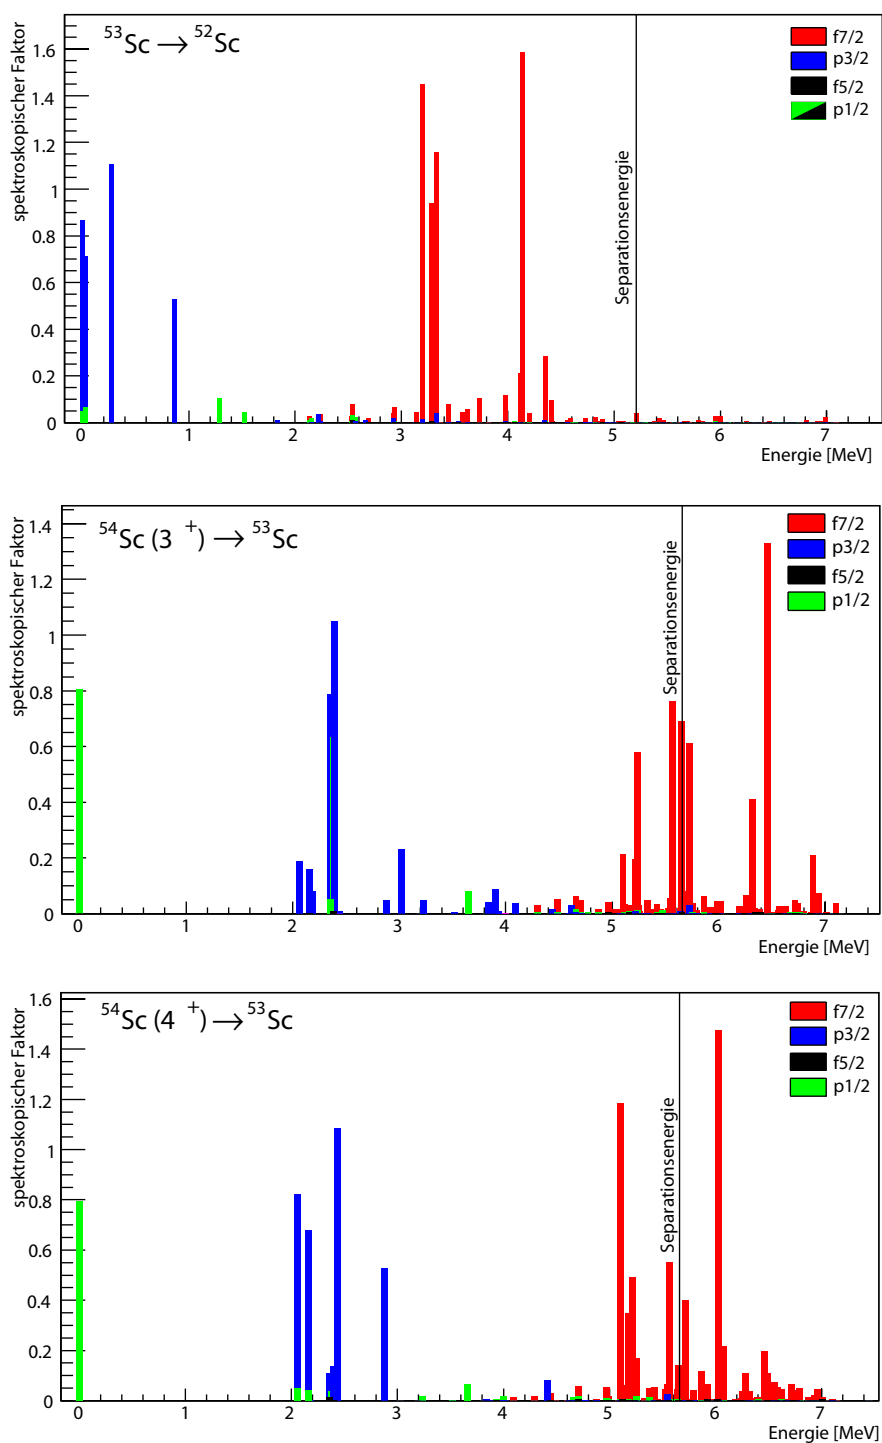 ⁵³Sc → ⁵²Sc
f7/2
p3/2
f5/2
p1/2
spektroskopischer Faktor
1.6
1.4
1.2
1
0.8
0.6
0.4
0.2
0
Separationsenergie
0 1 2 3 4 5 6 7
Energie [MeV]
⁵⁴Sc (3 ⁺) → ⁵³Sc
f7/2
p3/2
f5/2
p1/2
spektroskopischer Faktor
1.4
1.2
1
0.8
0.6
0.4
0.2
0
Separationsenergie
0 1 2 3 4 5 6 7
Energie [MeV]
⁵⁴Sc (4 ⁺) → ⁵³Sc
f7/2
p3/2
f5/2
p1/2
spektroskopischer Faktor
1.6
1.4
1.2
1
0.8
0.6
0.4
0.2
0
Separationsenergie
0 1 2 3 4 5 6 7
Energie [MeV]